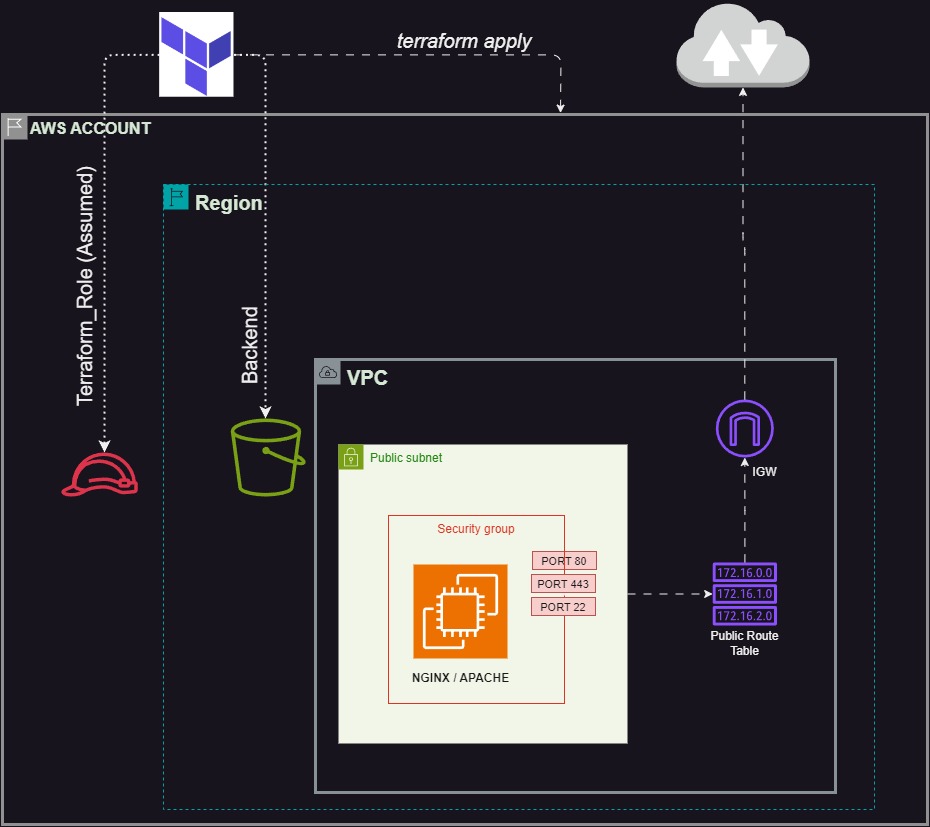 terraform apply
AWS ACCOUNT
Terraform_Role (Assumed)
Region
Backend
VPC
IGW
Public subnet
Security group
PORT 80
PORT 443
PORT 22
NGINX / APACHE
172.16.0.0
172.16.1.0
172.16.2.0
Public Route
Table